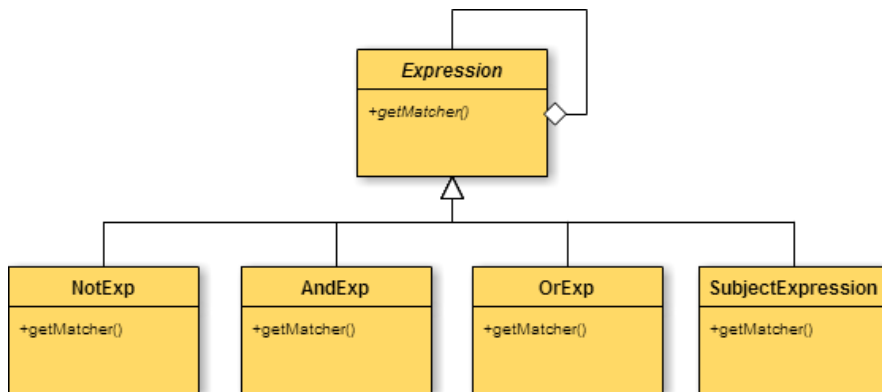 Expression
+getMatcher()
NotExp
+getMatcher()
AndExp
+getMatcher()
OrExp
+getMatcher()
SubjectExpression
+getMatcher()